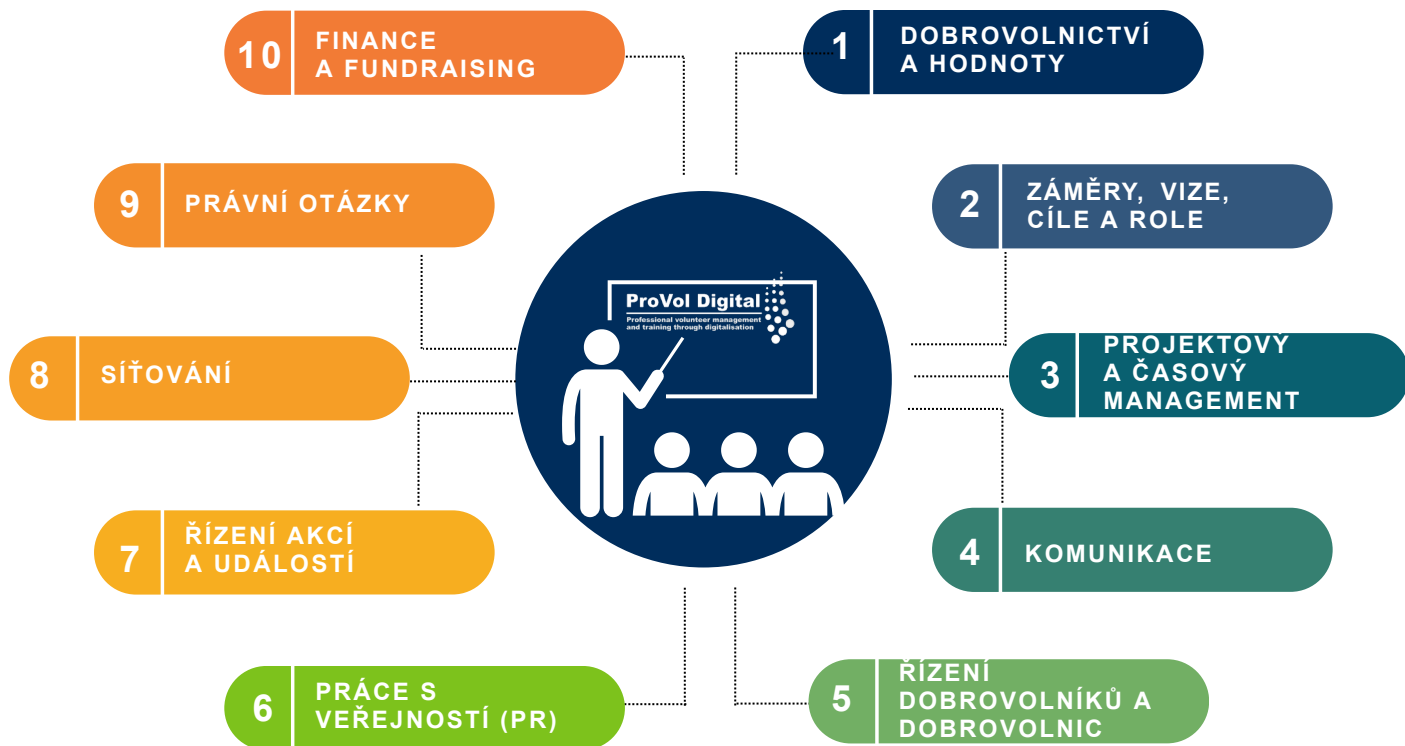 1
DOBROVOLNICTVÍ
A HODNOTY
2
ZÁMĚRY, VIZE,
CÍLE A ROLE
3
PROJEKTOVÝ
A ČASOVÝ
MANAGEMENT
4
KOMUNIKACE
5
ŘÍZENÍ
DOBROVOLNÍKŮ A
DOBROVOLNIC
6
PRÁCE S
VEŘEJNOSTÍ (PR)
7
ŘÍZENÍ AKCÍ
A UDÁLOSTÍ
8
SÍŤOVÁNÍ
9
PRÁVNÍ OTÁZKY
10
FINANCE
A FUNDRAISING
ProVol Digital
Professional volunteer management
and training through digitalisation